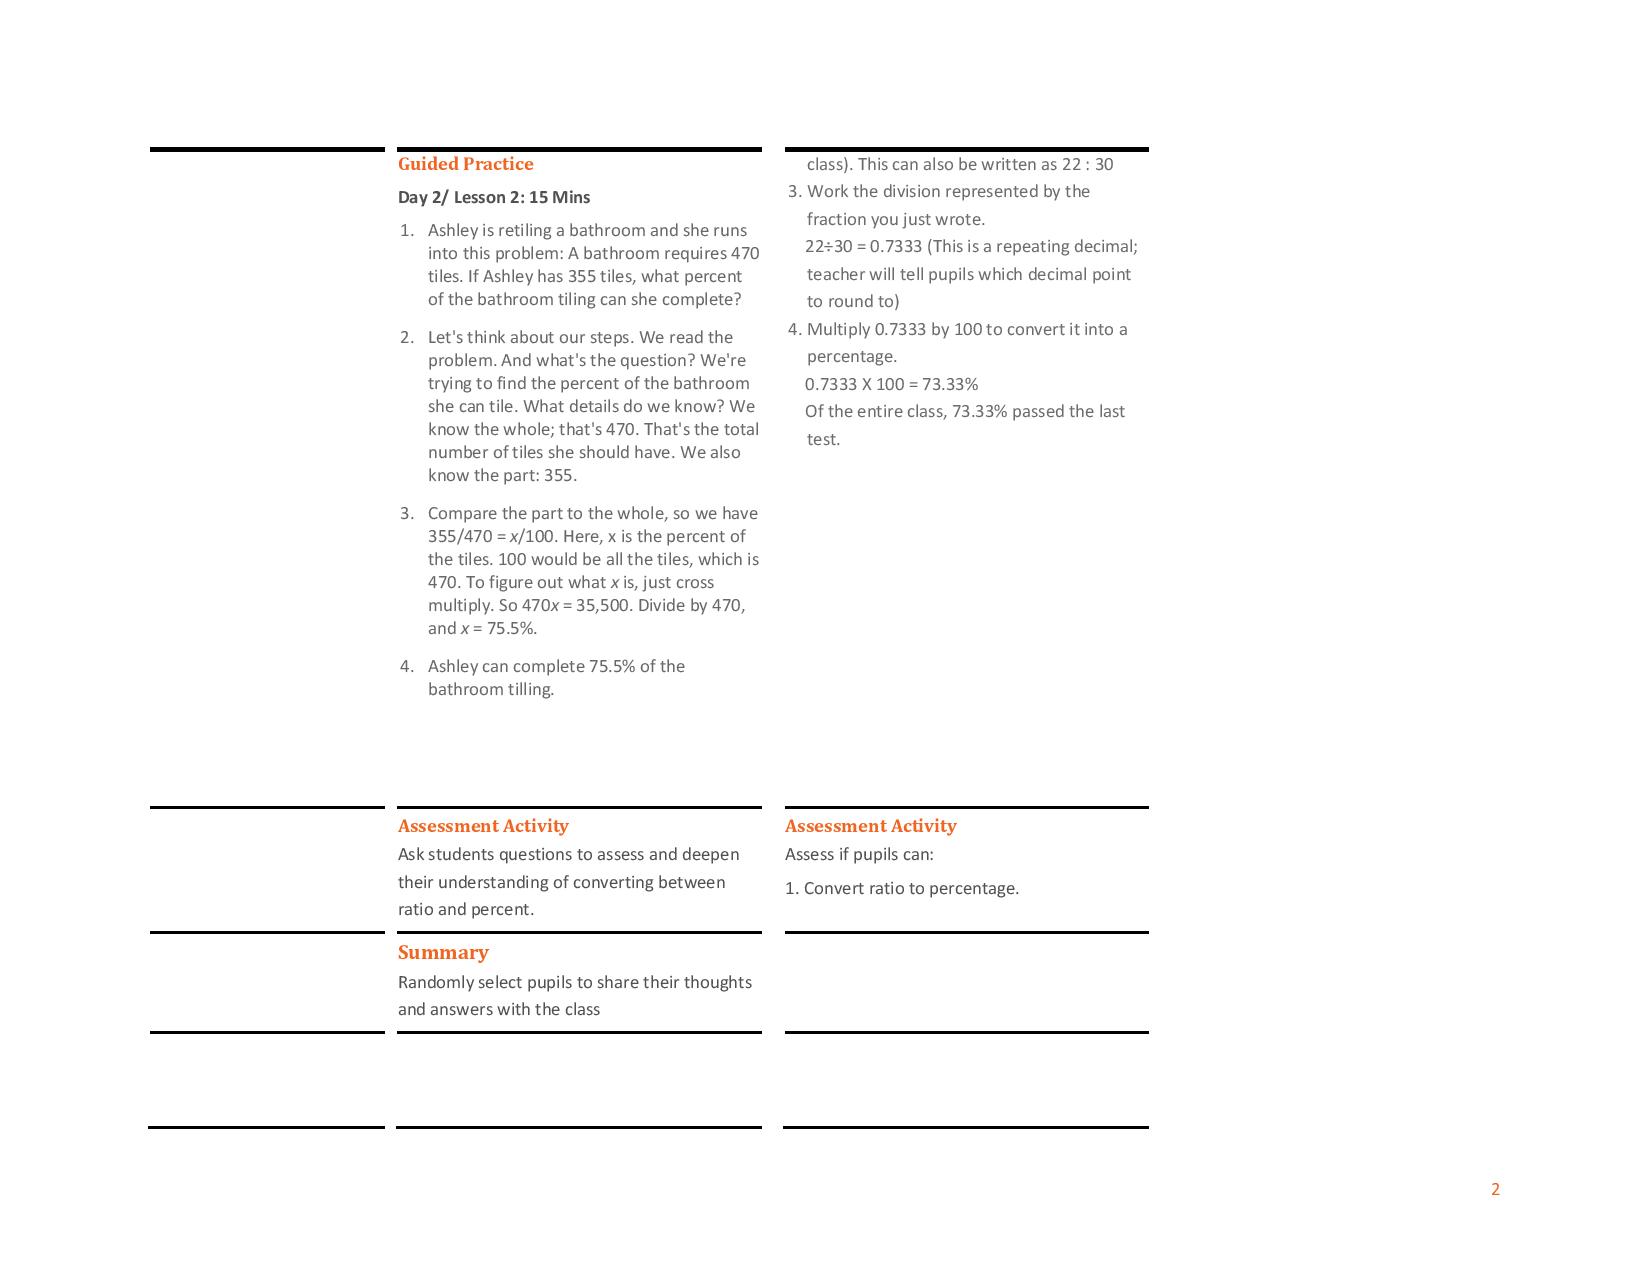 Guided Practice
Day 2/ Lesson 2: 15 Mins
1. Ashley is retiling a bathroom and she runs
into this problem: A bathroom requires 470
tiles. If Ashley has 355 tiles, what percent
of the bathroom tiling can she complete?
2. Let's think about our steps. We read the
problem. And what's the question? We're
trying to find the percent of the bathroom
she can tile. What details do we know? We
know the whole; that's 470. That's the total
number of tiles she should have. We also
know the part: 355.
3. Compare the part to the whole, so we have
355/470 = x/100. Here, x is the percent of
the tiles. 100 would be all the tiles, which is
470. To figure out what x is, just cross
multiply. So 470x = 35,500. Divide by 470,
and x = 75.5%.
4. Ashley can complete 75.5% of the
bathroom tilling.
class). This can also be written as 22 : 30
3. Work the division represented by the
fraction you just wrote.
22÷30 = 0.7333 (This is a repeating decimal;
teacher will tell pupils which decimal point
to round to)
4. Multiply 0.7333 by 100 to convert it into a
percentage.
0.7333 X 100 = 73.33%
Of the entire class, 73.33% passed the last
test.
Assessment Activity
Ask students questions to assess and deepen
their understanding of converting between
ratio and percent.
Assessment Activity
Assess if pupils can:
1. Convert ratio to percentage.
Summary
Randomly select pupils to share their thoughts
and answers with the class
2